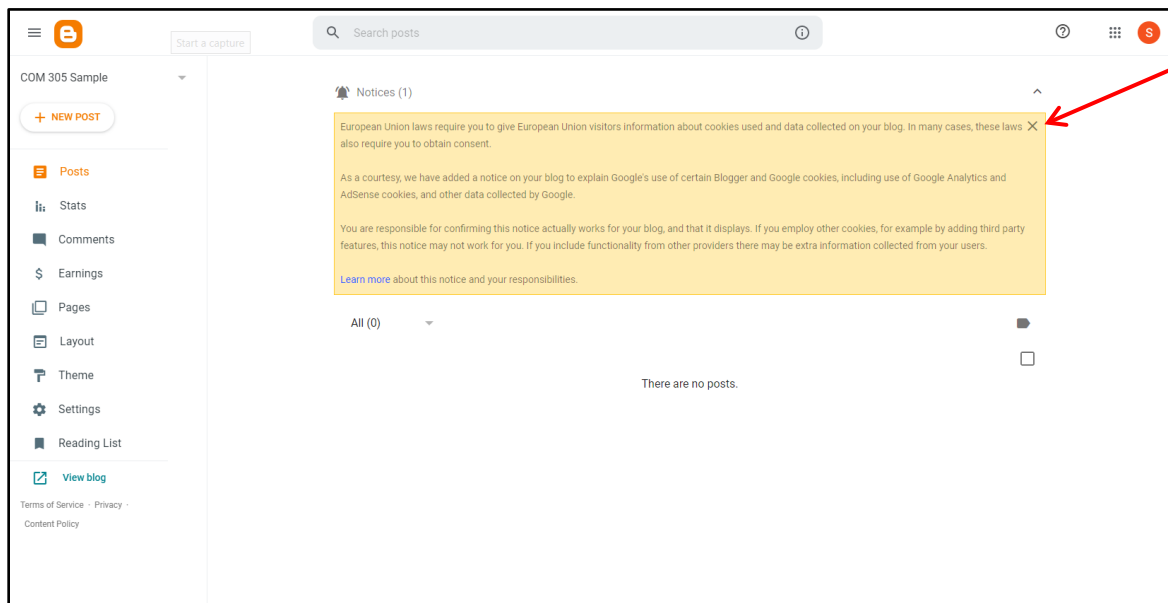 Start a capture
Search posts
S
COM 305 Sample
NEW POST
Posts
Stats
Comments
Earnings
Pages
Layout
Theme
Settings
Reading List
View blog
Terms of Service · Privacy ·
Content Policy
Notices (1)
European Union laws require you to give European Union visitors information about cookies used and data collected on your blog. In many cases, these laws
also require you to obtain consent.
As a courtesy, we have added a notice on your blog to explain Google's use of certain Blogger and Google cookies, including use of Google Analytics and
AdSense cookies, and other data collected by Google.
You are responsible for confirming this notice actually works for your blog, and that it displays. If you employ other cookies, for example by adding third party
features, this notice may not work for you. If you include functionality from other providers there may be extra information collected from your users.
Learn more about this notice and your responsibilities.
All (0)
There are no posts.